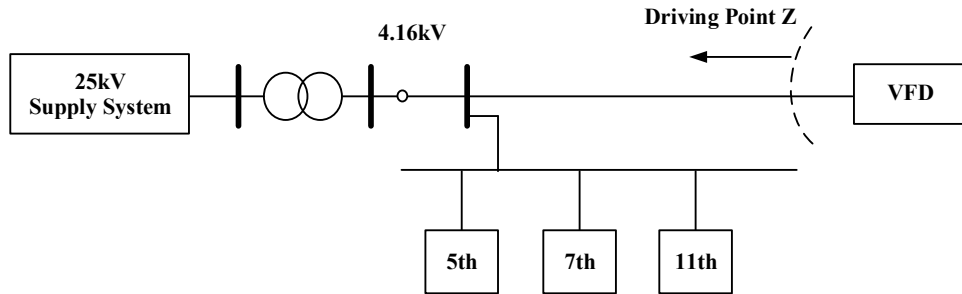 Driving Point Z
4.16kV
25kV
Supply System
VFD
5th
7th
11th